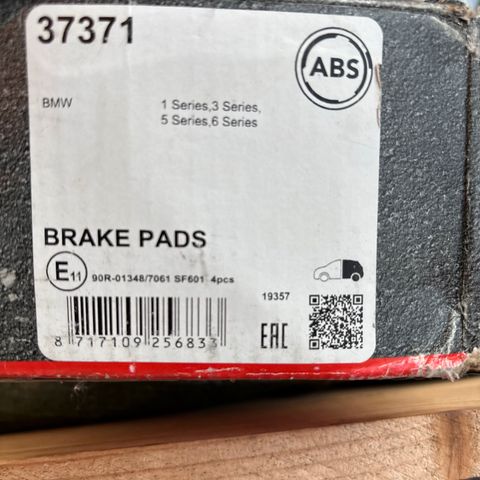 37371
ABS
BMW
1 Series,3 Series,
5 Series,6 Series
BRAKE PADS
E11 90R-01348/7061 SF601 4pcs
19357
EAC
8 717109 256833